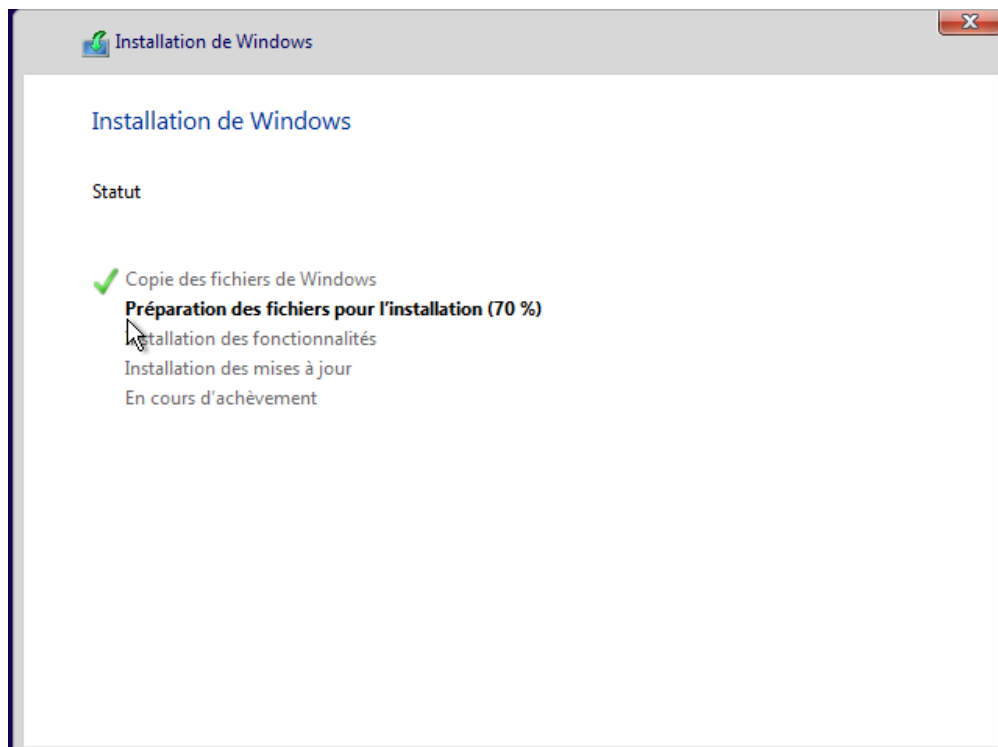 Installation de Windows
Installation de Windows
Statut
Copie des fichiers de Windows
Préparation des fichiers pour l'installation (70 %)
Installation des fonctionnalités
Installation des mises à jour
En cours d'achèvement